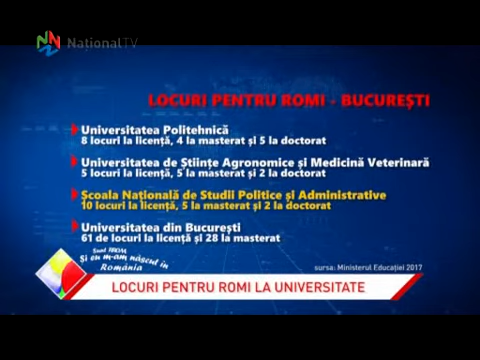 NaționalTV
LOCURI PENTRU ROMI - BUCUREȘTI
Universitatea Politehnică
8 locuri la licență, 4 la masterat și 5 la doctorat
Universitatea de Științe Agronomice și Medicină Veterinară
5 locuri la licență, 5 la masterat și 2 la doctorat
Școala Națională de Studii Politice și Administrative
10 locuri la licență, 5 la masterat și 2 la doctorat
Universitatea din București
61 de locuri la licență și 28 la masterat
Sunt ROM
Și eu m-am născut în
România
sursa: Ministerul Educației 2017
LOCURI PENTRU ROMI LA UNIVERSITATE